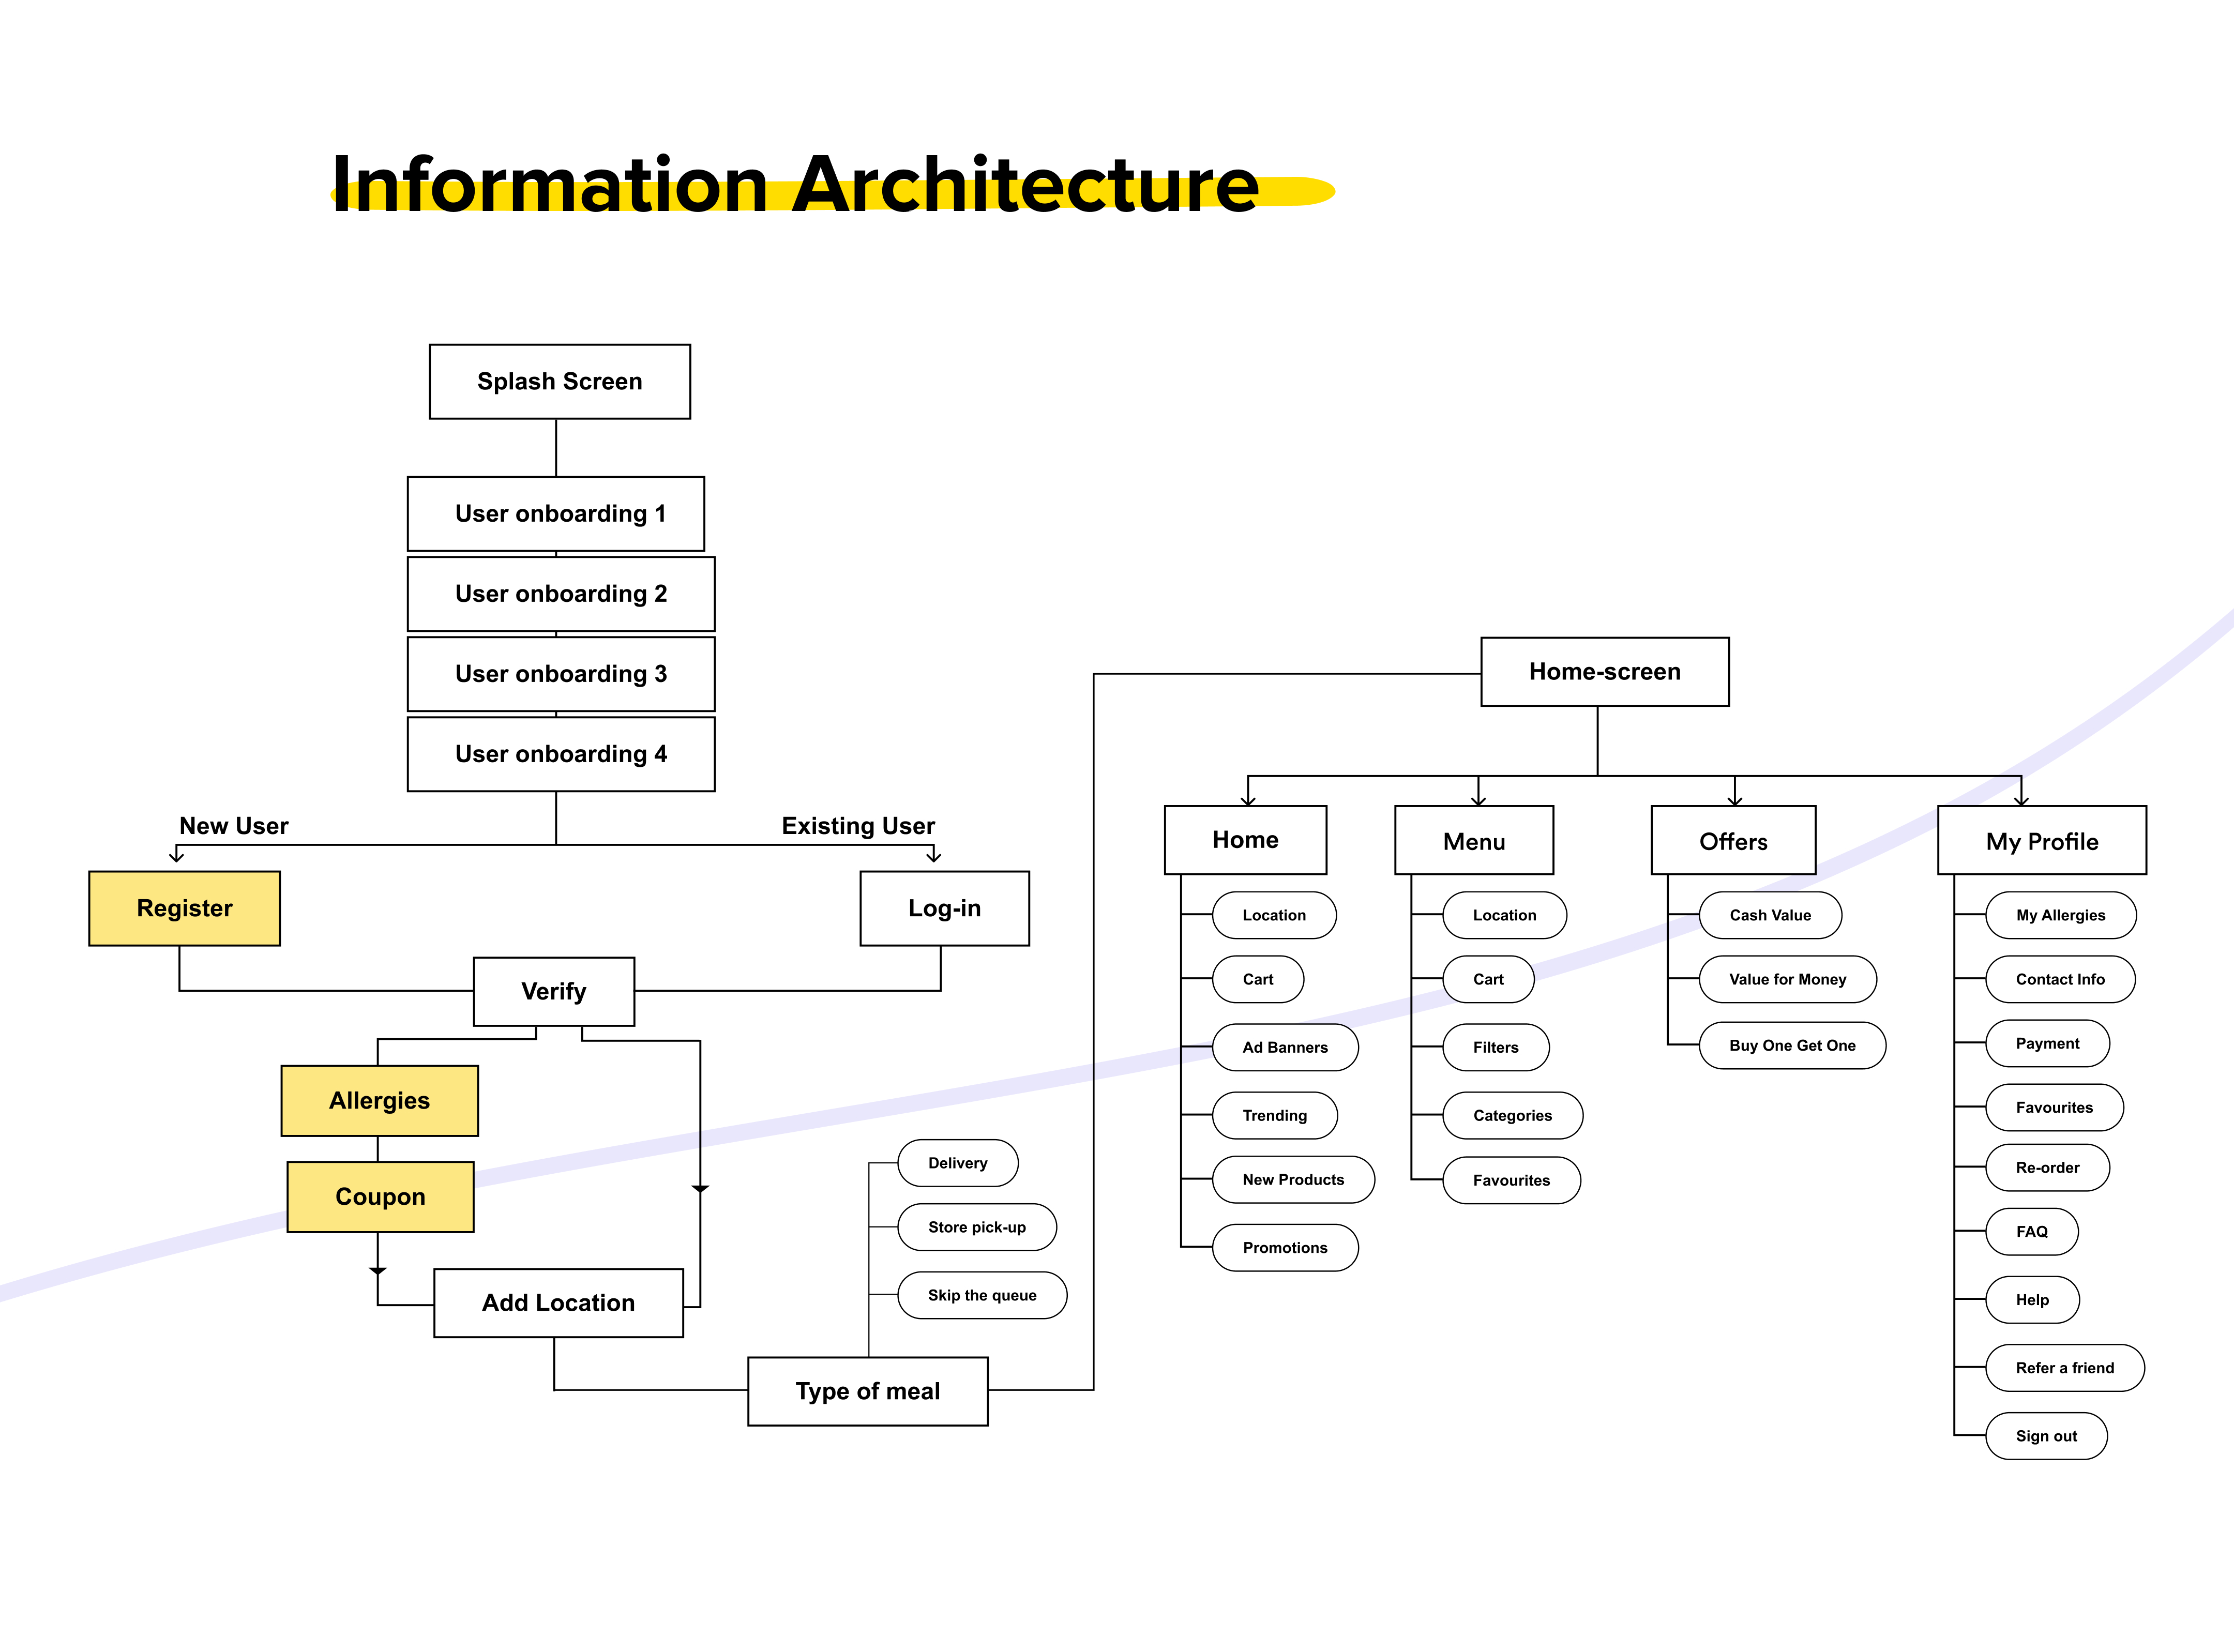 Information Architecture
Splash Screen
User onboarding 1
User onboarding 2
User onboarding 3
User onboarding 4
New User
Existing User
Register
Log-in
Verify
Allergies
Coupon
Add Location
Delivery
Store pick-up
Skip the queue
Type of meal
Home-screen
Home
Location
Cart
Ad Banners
Trending
New Products
Promotions
Menu
Location
Cart
Filters
Categories
Favourites
Offers
Cash Value
Value for Money
Buy One Get One
My Profile
My Allergies
Contact Info
Payment
Favourites
Re-order
FAQ
Help
Refer a friend
Sign out